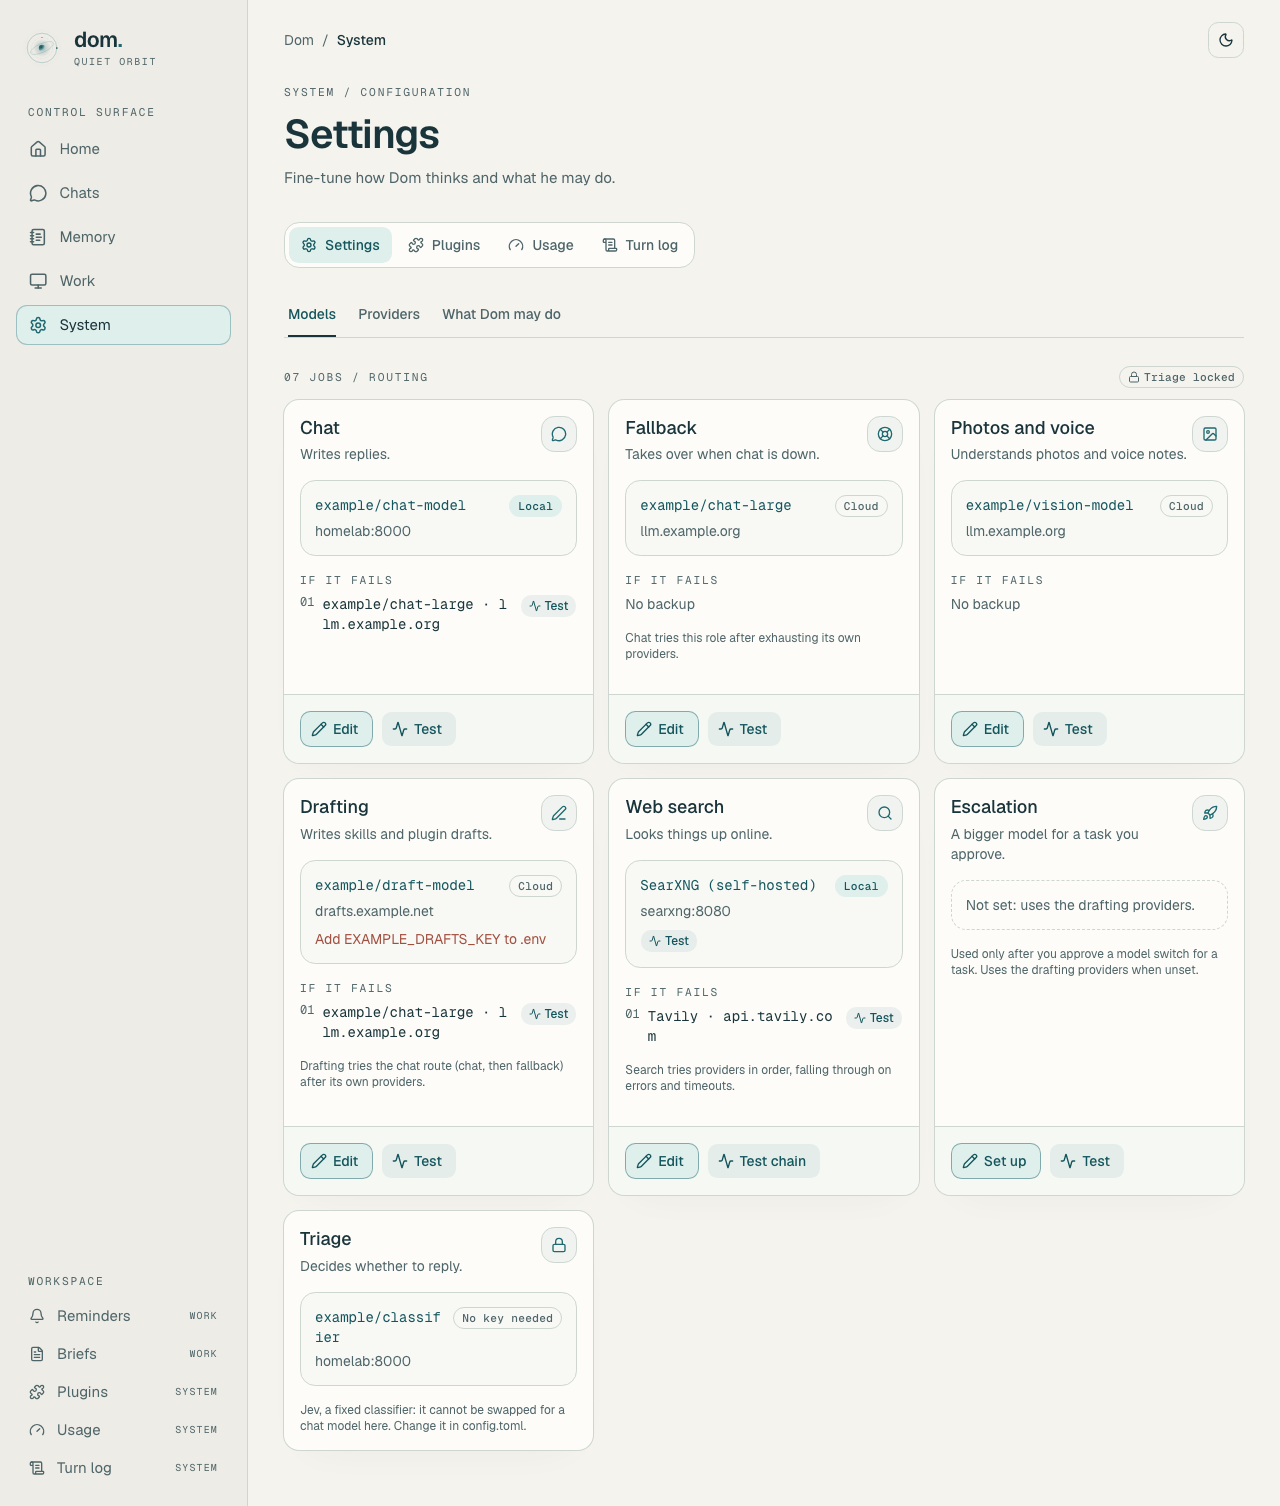 dom.
QUIET ORBIT
CONTROL SURFACE
Home
Chats
Memory
Work
System
WORKSPACE
Reminders WORK
Briefs WORK
Plugins SYSTEM
Usage SYSTEM
Turn log SYSTEM
Dom / System
SYSTEM / CONFIGURATION
Settings
Fine-tune how Dom thinks and what he may do.
Settings Plugins Usage Turn log
Models Providers What Dom may do
07 JOBS / ROUTING
Triage locked
Chat
Writes replies.
example/chat-model Local
homelab:8000
IF IT FAILS
01 example/chat-large · l Test
lm.example.org
Edit Test
Fallback
Takes over when chat is down.
example/chat-large Cloud
llm.example.org
IF IT FAILS
No backup
Chat tries this role after exhausting its own
providers.
Edit Test
Photos and voice
Understands photos and voice notes.
example/vision-model Cloud
llm.example.org
IF IT FAILS
No backup
Edit Test
Drafting
Writes skills and plugin drafts.
example/draft-model Cloud
drafts.example.net
Add EXAMPLE_DRAFTS_KEY to .env
IF IT FAILS
01 example/chat-large · l Test
lm.example.org
Drafting tries the chat route (chat, then fallback)
after its own providers.
Edit Test
Web search
Looks things up online.
SearXNG (self-hosted) Local
searxng:8080
Test
IF IT FAILS
01 Tavily · api.tavily.co Test
m
Search tries providers in order, falling through on
errors and timeouts.
Edit Test chain
Escalation
A bigger model for a task you
approve.
Not set: uses the drafting providers.
Used only after you approve a model switch for a
task. Uses the drafting providers when unset.
Set up Test
Triage
Decides whether to reply.
example/classif No key needed
ier
homelab:8000
Jev, a fixed classifier: it cannot be swapped for a
chat model here. Change it in config.toml.